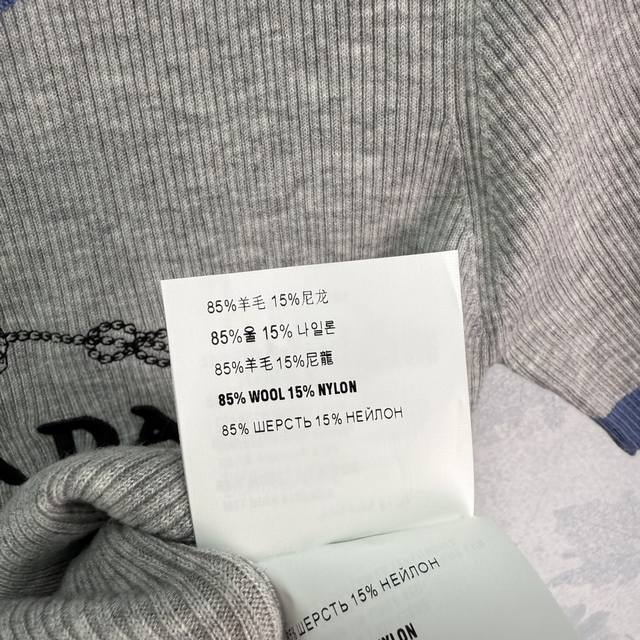 85%羊毛 15%尼龙
85%울 15% 나일론
85%羊毛 15%尼龍
85% WOOL 15% NYLON
85% ШЕРСТЬ 15% НЕЙЛОН
85% ШЕРСТЬ 15% НЕЙЛОН
NYLON